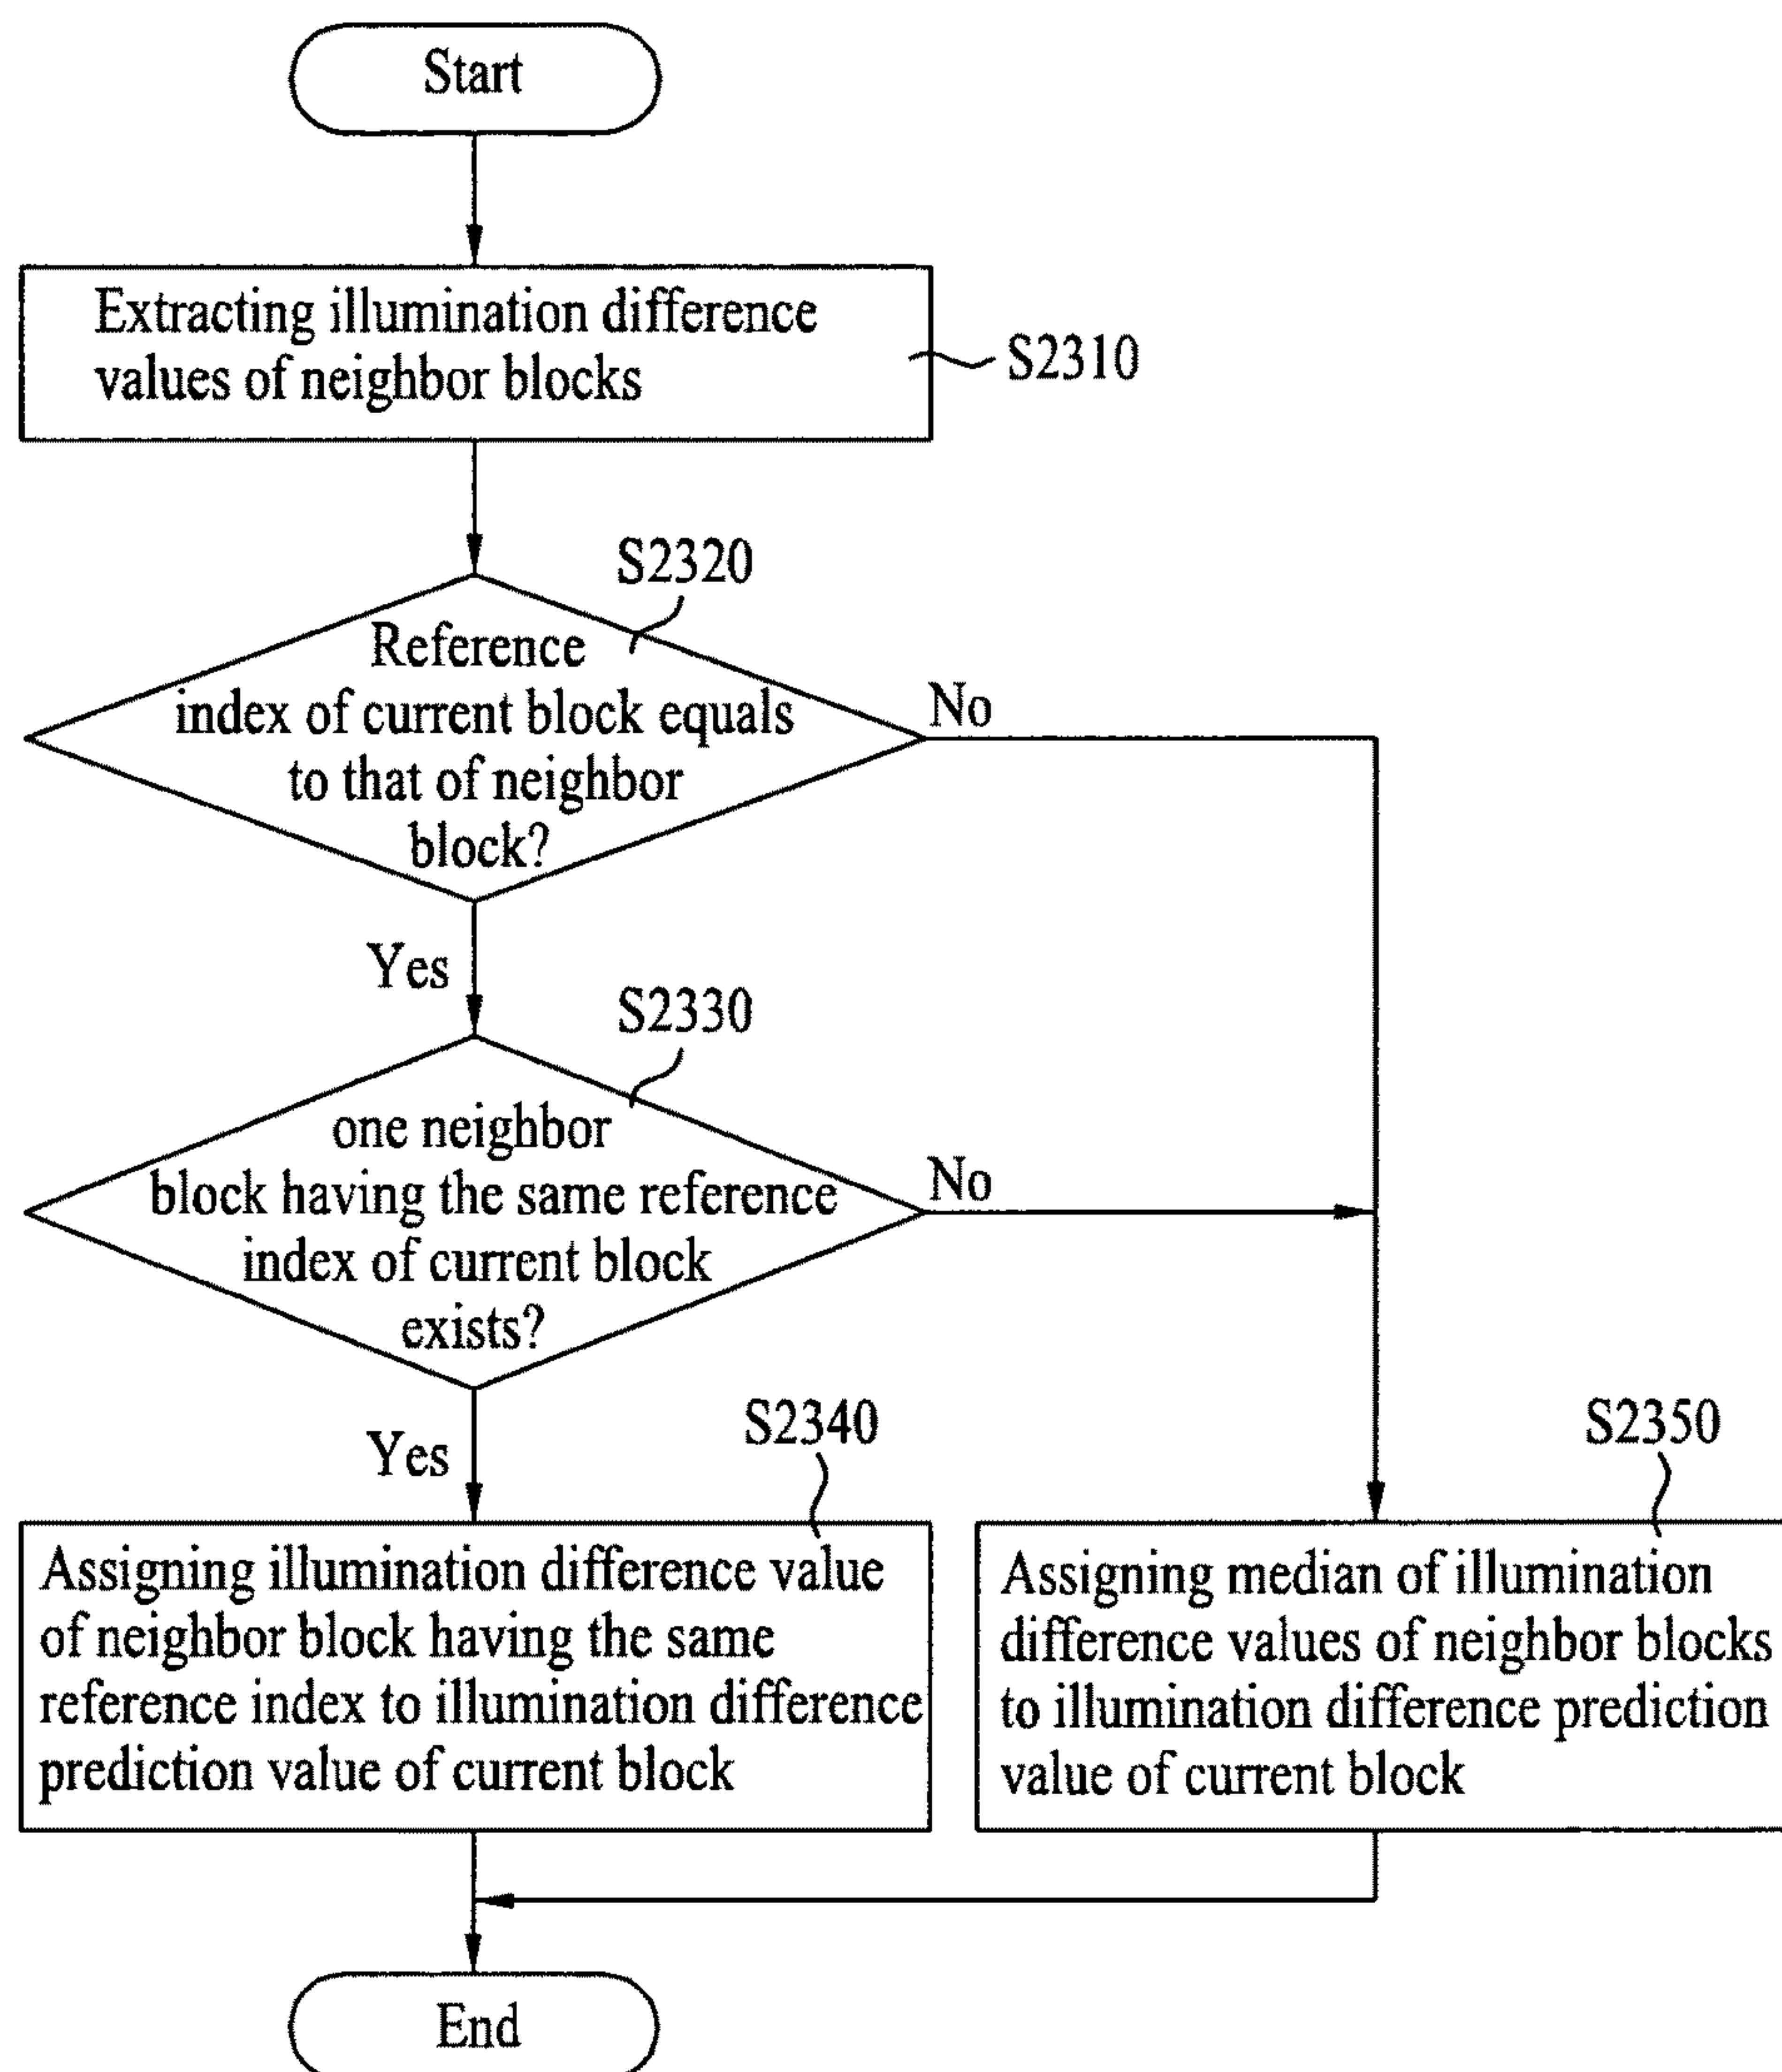 Start
Extracting illumination difference
values of neighbor blocks
S2310
S2320
Reference
index of current block equals
to that of neighbor
block?
No
Yes
S2330
one neighbor
block having the same reference
index of current block
exists?
No
Yes
S2340
Assigning illumination difference value
of neighbor block having the same
reference index to illumination difference
prediction value of current block
S2350
Assigning median of illumination
difference values of neighbor blocks
to illumination difference prediction
value of current block
End